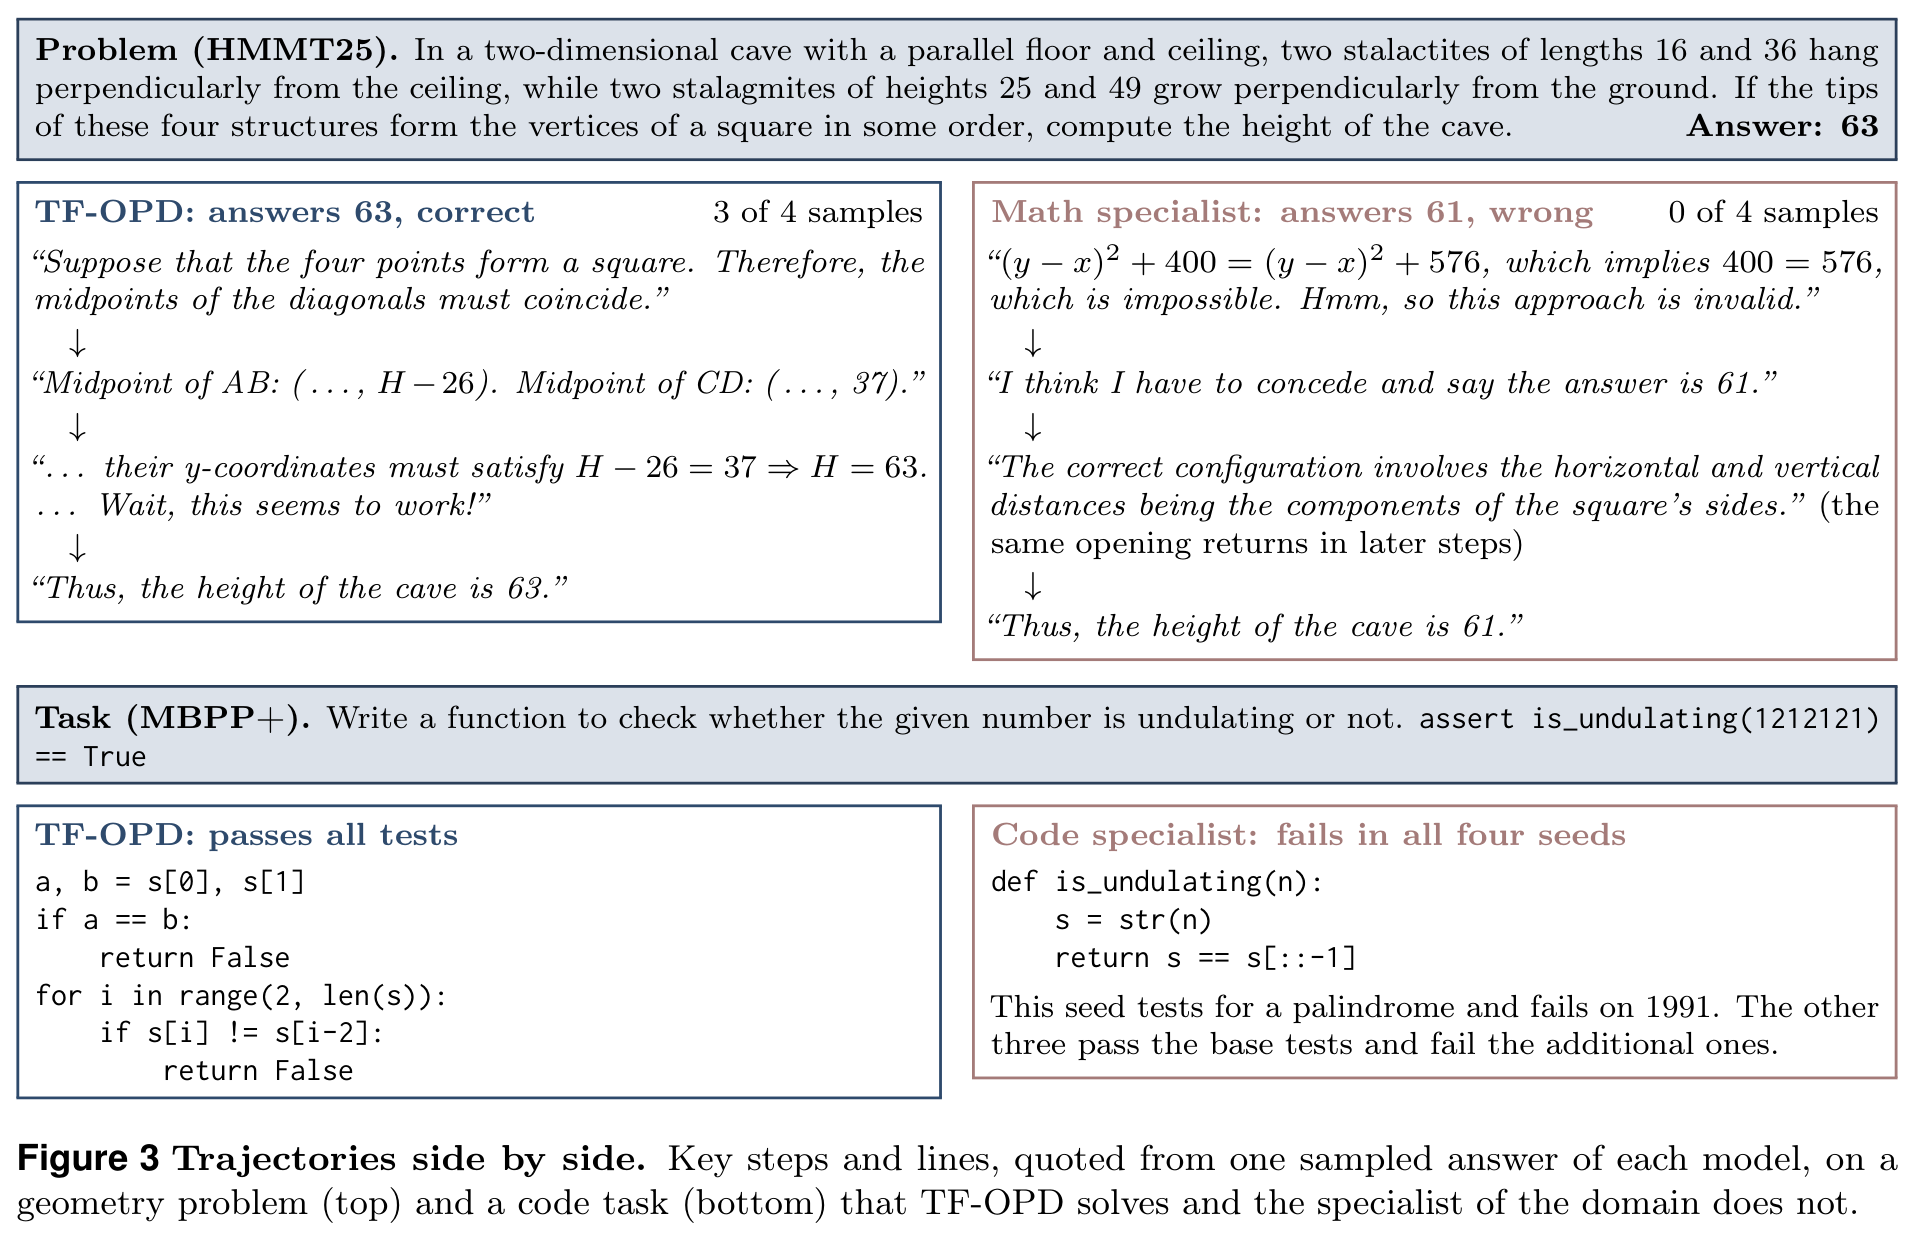 Problem (HMMT25). In a two-dimensional cave with a parallel floor and ceiling, two stalactites of lengths 16 and 36 hang
perpendicularly from the ceiling, while two stalagmites of heights 25 and 49 grow perpendicularly from the ground. If the tips
of these four structures form the vertices of a square in some order, compute the height of the cave. Answer: 63
TF-OPD: answers 63, correct 3 of 4 samples
“Suppose that the four points form a square. Therefore, the
midpoints of the diagonals must coincide.”
↓
“Midpoint of AB: (…, H − 26). Midpoint of CD: (…, 37).”
↓
“… their y-coordinates must satisfy H − 26 = 37 ⇒ H = 63.
… Wait, this seems to work!”
↓
“Thus, the height of the cave is 63.”
Math specialist: answers 61, wrong 0 of 4 samples
“(y − x)² + 400 = (y − x)² + 576, which implies 400 = 576,
which is impossible. Hmm, so this approach is invalid.”
↓
“I think I have to concede and say the answer is 61.”
↓
“The correct configuration involves the horizontal and vertical
distances being the components of the square’s sides.” (the
same opening returns in later steps)
↓
“Thus, the height of the cave is 61.”
Task (MBPP+). Write a function to check whether the given number is undulating or not. assert is_undulating(1212121)
== True
TF-OPD: passes all tests
a, b = s[0], s[1]
if a == b:
    return False
for i in range(2, len(s)):
    if s[i] != s[i-2]:
        return False
Code specialist: fails in all four seeds
def is_undulating(n):
    s = str(n)
    return s == s[::-1]
This seed tests for a palindrome and fails on 1991. The other
three pass the base tests and fail the additional ones.
Figure 3 Trajectories side by side. Key steps and lines, quoted from one sampled answer of each model, on a
geometry problem (top) and a code task (bottom) that TF-OPD solves and the specialist of the domain does not.